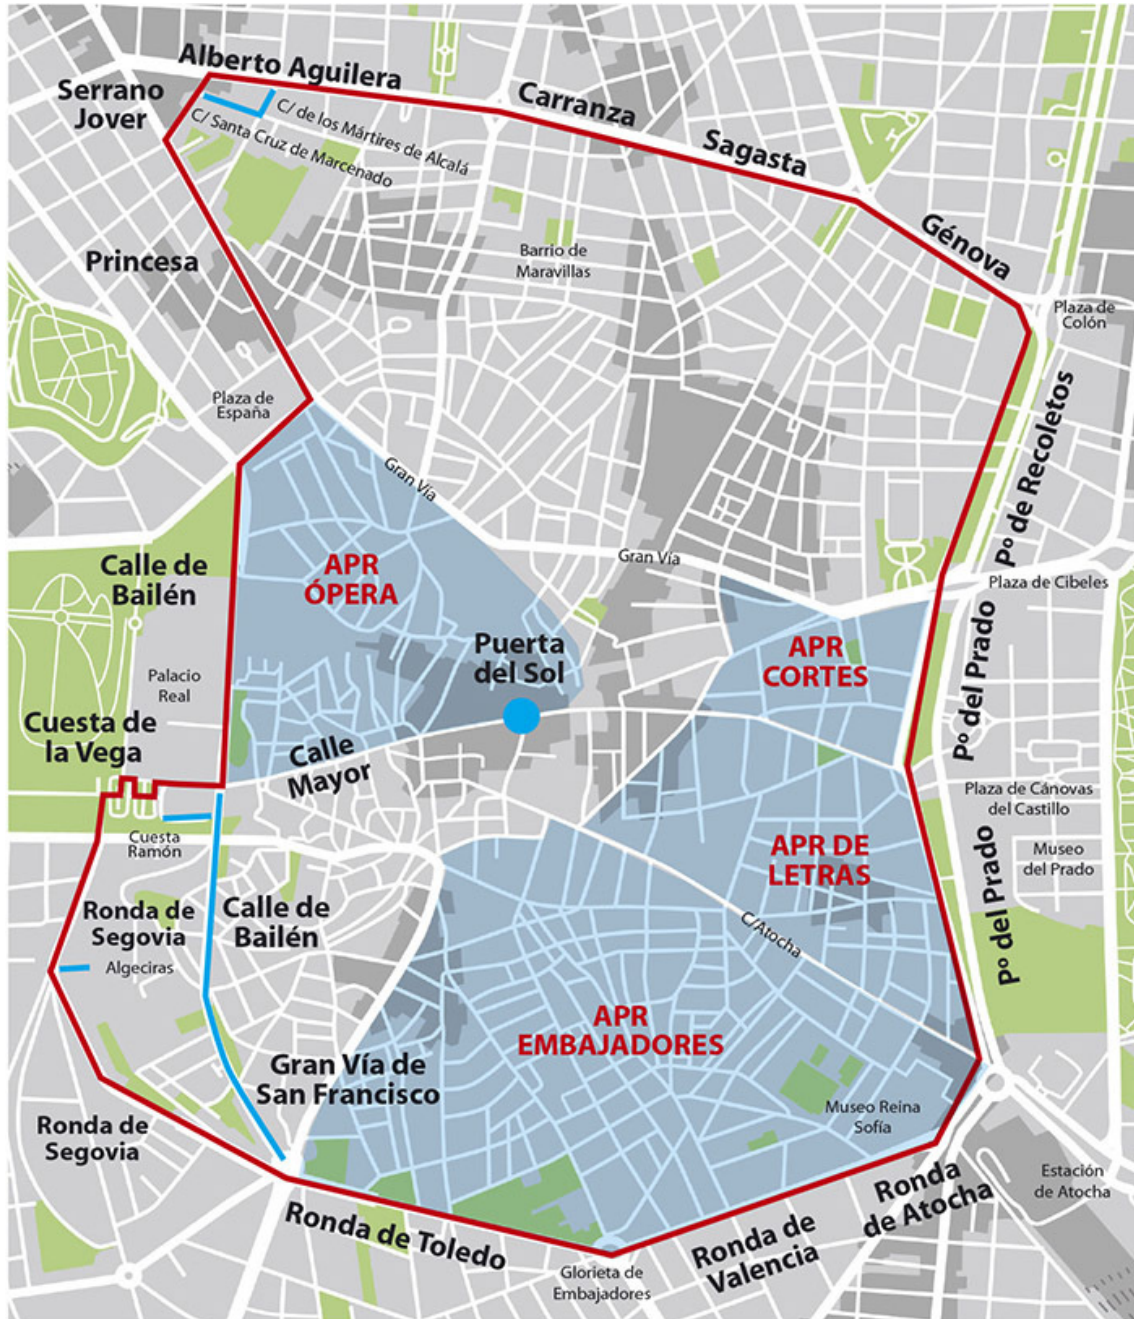 Alberto Aguilera
Serrano
Jover
C/ de los Mártires de Alcalá
C/ Santa Cruz de Marcenado
Carranza
Sagasta
Génova
Princesa
Barrio de
Maravillas
Plaza de
Colón
Plaza de
España
Gran Vía
Pº de Recoletos
Calle de
Bailén
APR
ÓPERA
Gran Vía
Plaza de Cibeles
Puerta
del Sol
APR
CORTES
Pº del Prado
Palacio
Real
Cuesta de
la Vega
Calle
Mayor
Plaza de Cánovas
del Castillo
Cuesta
Ramón
APR DE
LETRAS
Museo
del Prado
Pº del Prado
Ronda de
Segovia
Calle de
Bailén
C/Atocha
Algeciras
APR
EMBAJADORES
Gran Vía de
San Francisco
Museo Reina
Sofía
Ronda de
Segovia
Ronda
de Atocha
Estación
de Atocha
Ronda de Toledo
Ronda de
Valencia
Glorieta de
Embajadores